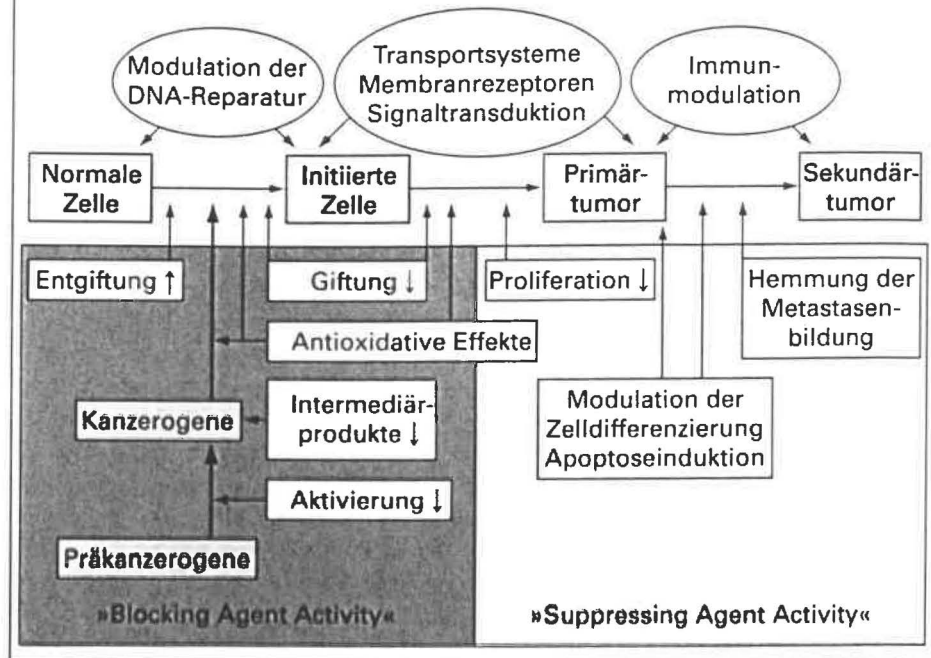 Modulation der
DNA-Reparatur
Transportsysteme
Membranrezeptoren
Signaltransduktion
Immun-
modulation
Normale
Zelle
Initiierte
Zelle
Primär-
tumor
Sekundär-
tumor
Entgiftung ↑
Giftung ↓
Proliferation ↓
Hemmung der
Metastasen-
bildung
Antioxidative Effekte
Kanzerogene
Intermediär-
produkte ↓
Modulation der
Zelldifferenzierung
Apoptoseinduktion
Aktivierung ↓
Präkanzerogene
»Blocking Agent Activity«
»Suppressing Agent Activity«